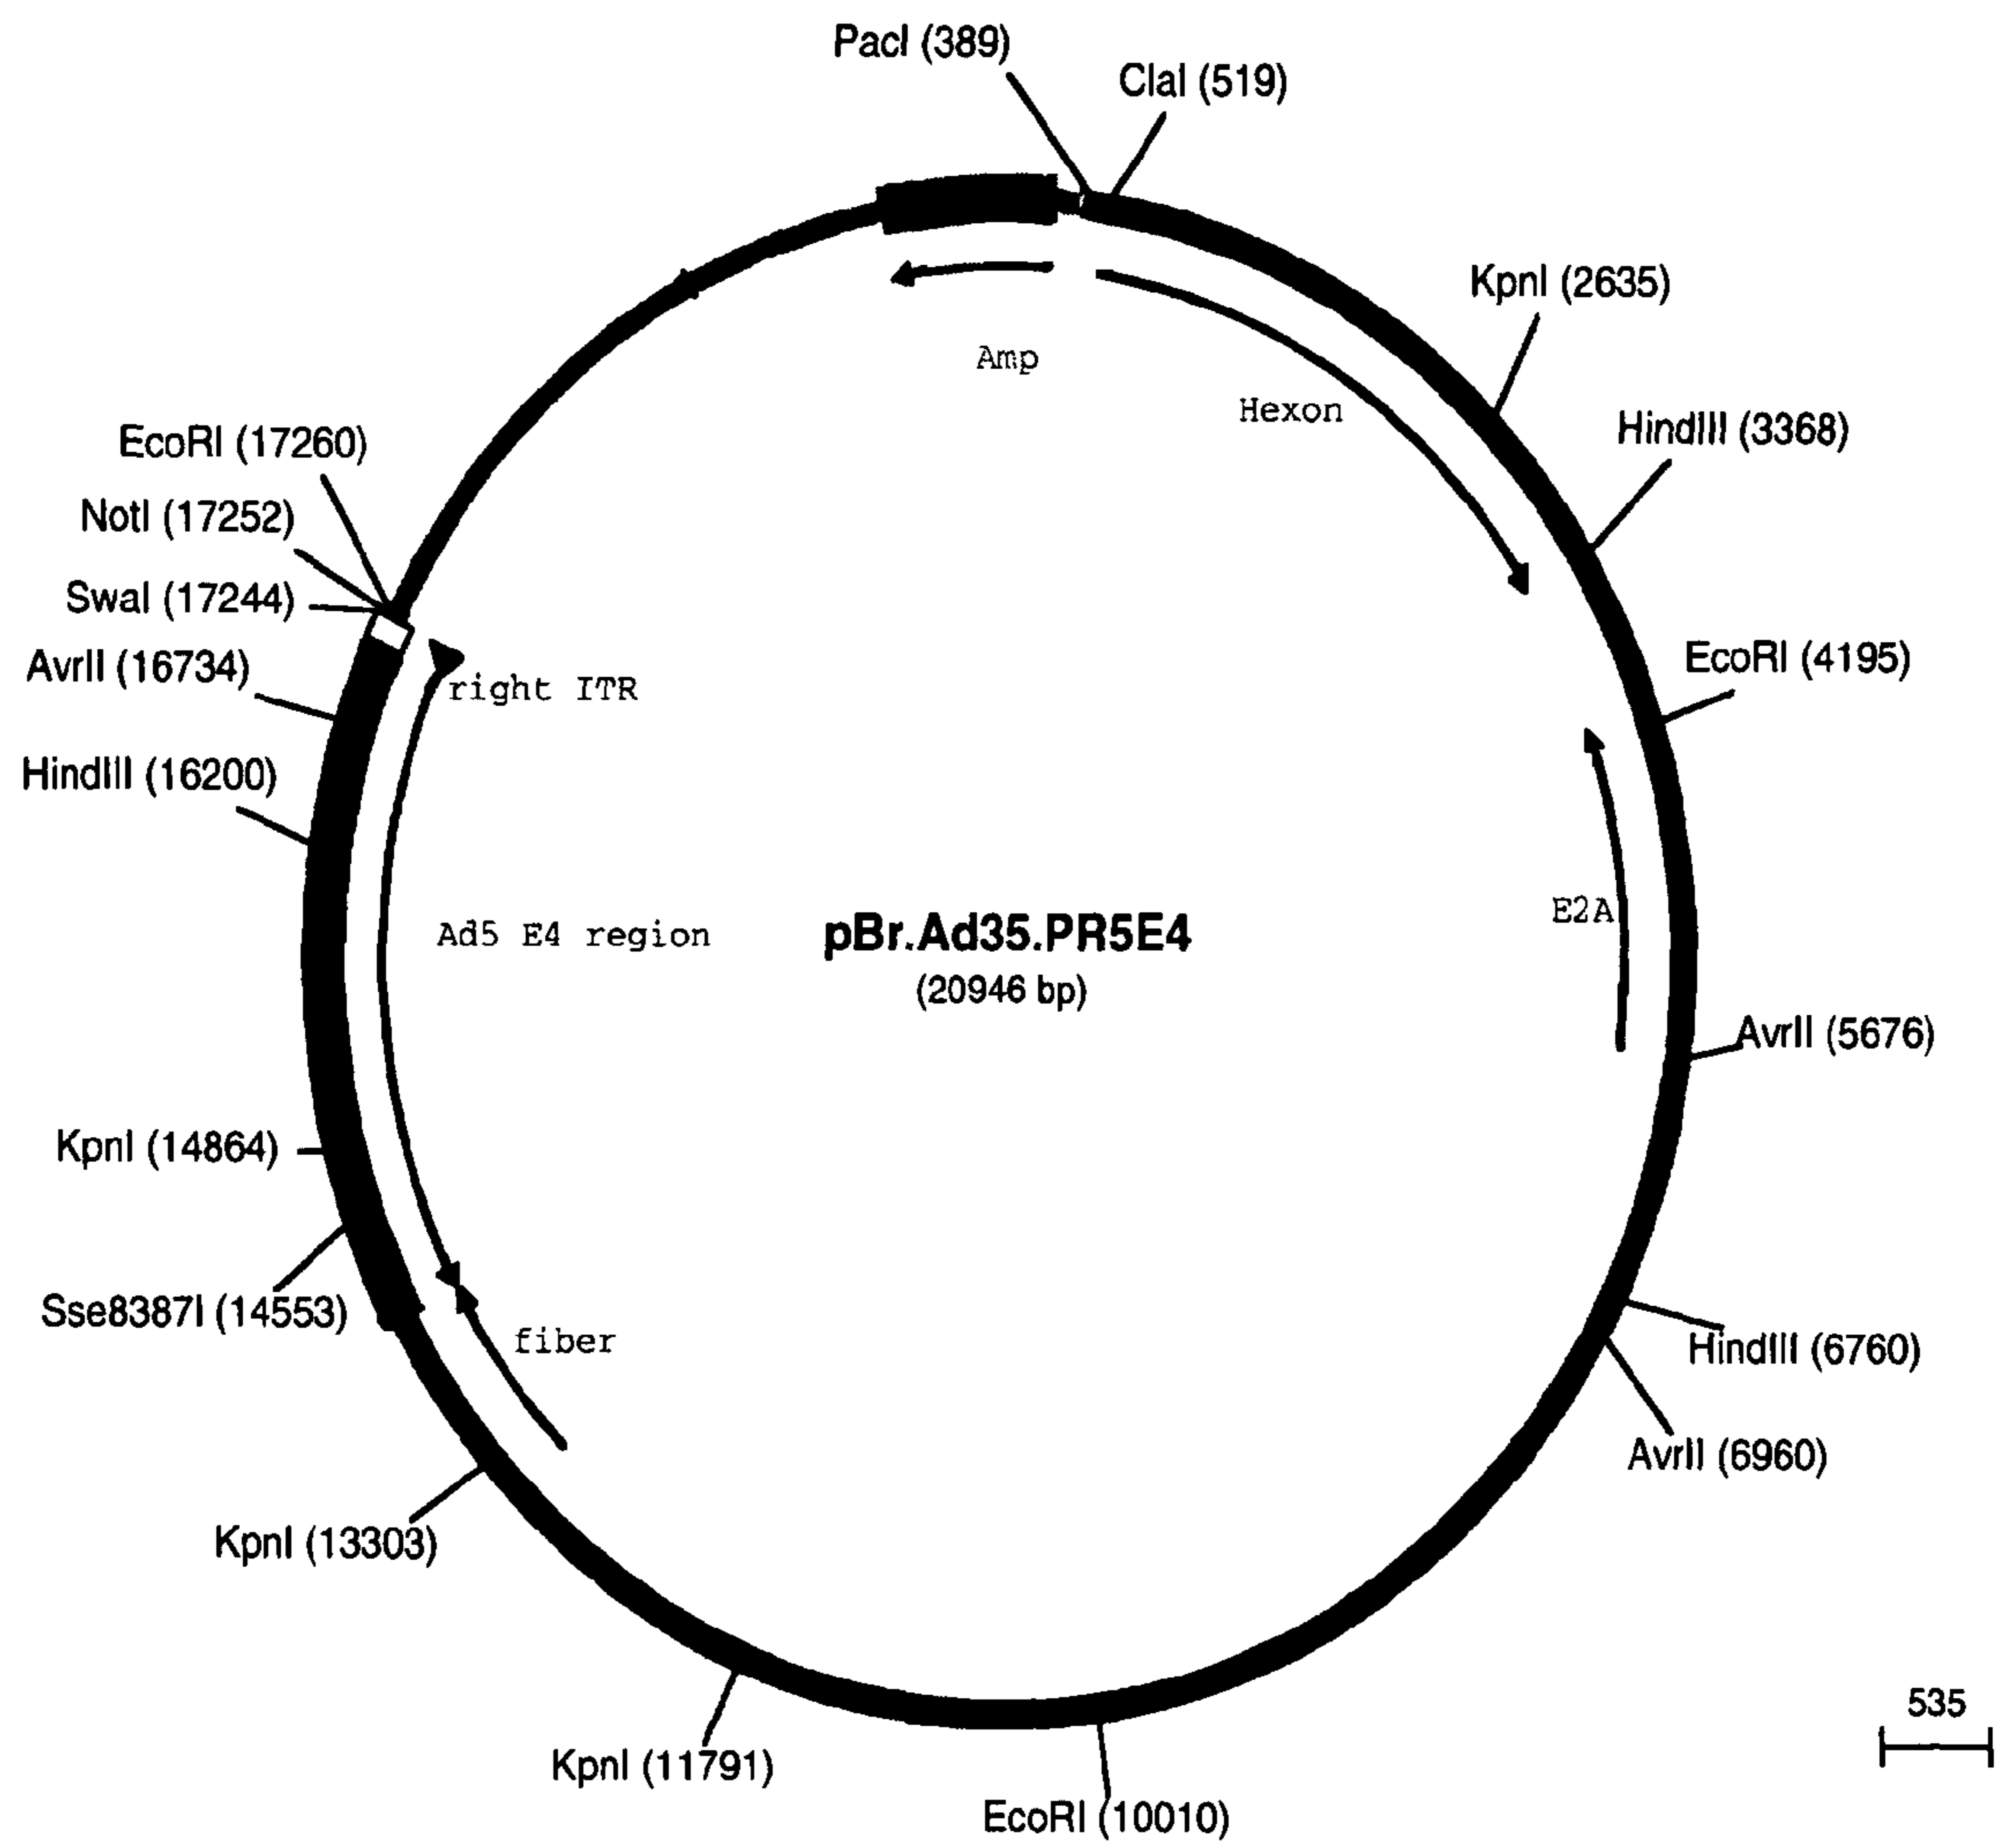 PacI (389)
ClaI (519)
KpnI (2635)
HindIII (3368)
EcoRI (4195)
AvrII (5676)
HindIII (6760)
AvrII (6960)
EcoRI (10010)
KpnI (11791)
KpnI (13303)
Sse8387I (14553)
KpnI (14864)
HindIII (16200)
AvrII (16734)
SwaI (17244)
NotI (17252)
EcoRI (17260)
Amp
Hexon
E2A
fiber
Ad5 E4 region
right ITR
pBr.Ad35.PR5E4
(20946 bp)
535